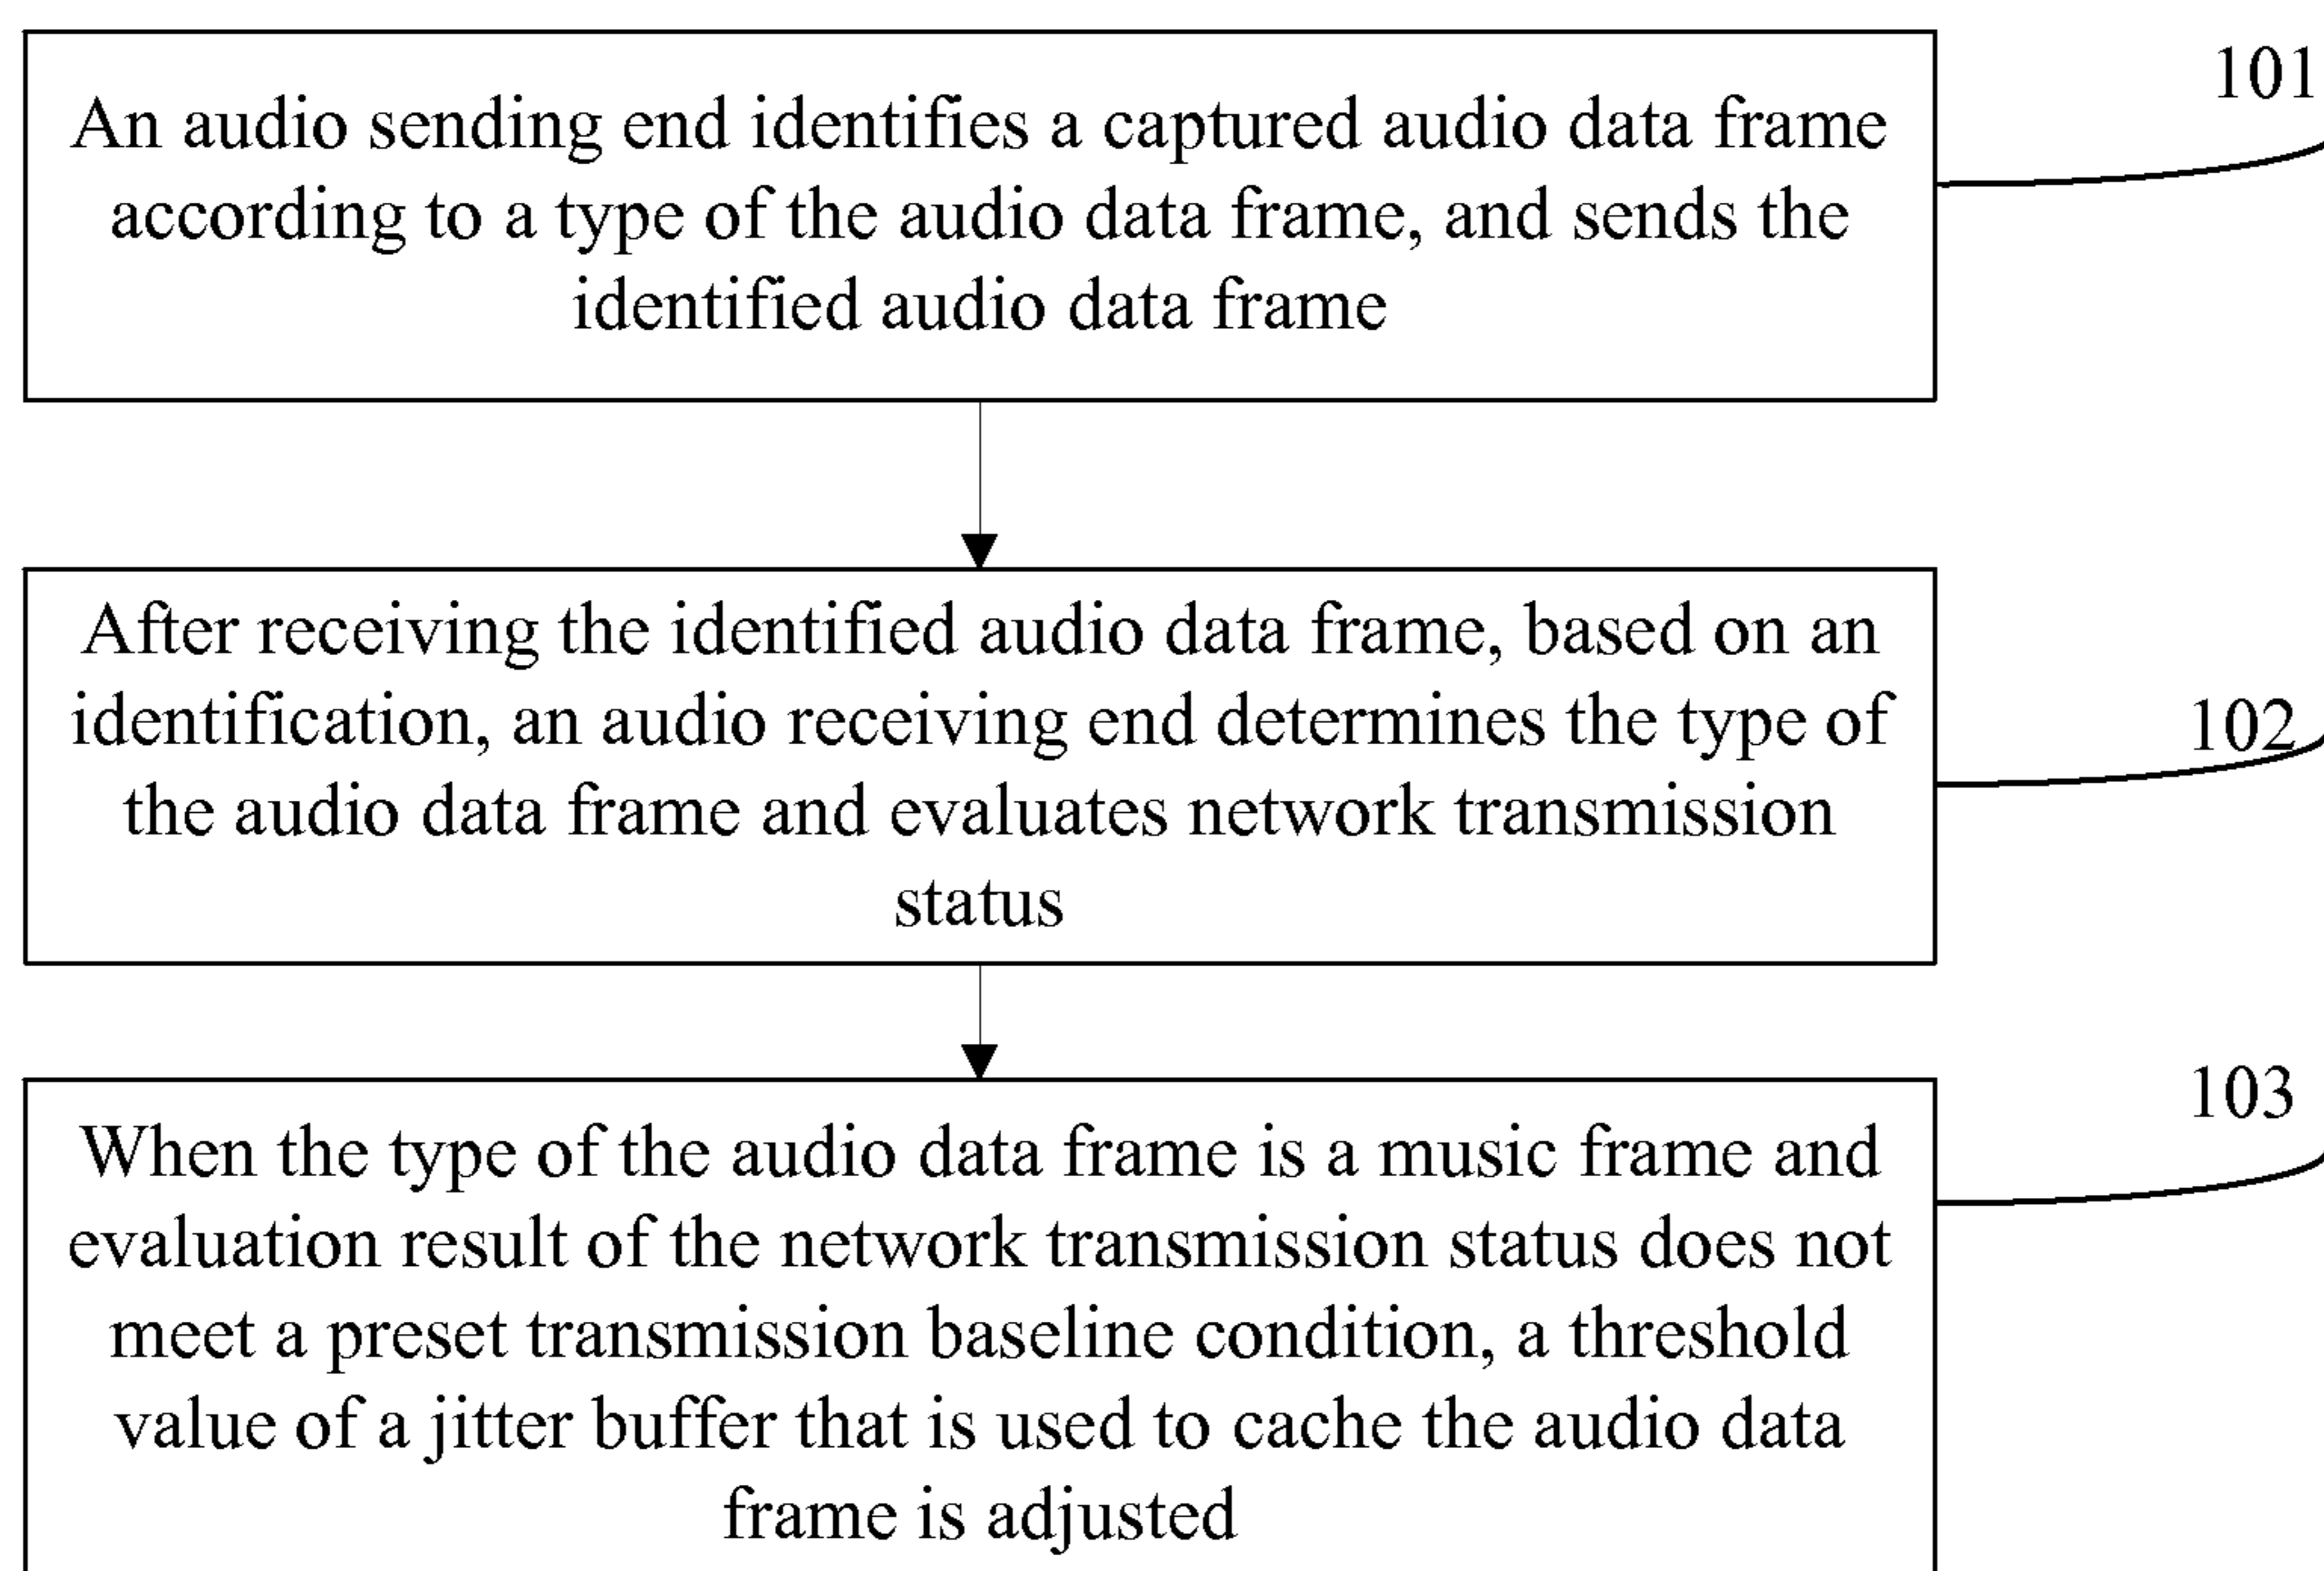 101
An audio sending end identifies a captured audio data frame
according to a type of the audio data frame, and sends the
identified audio data frame
After receiving the identified audio data frame, based on an
identification, an audio receiving end determines the type of
102
the audio data frame and evaluates network transmission
status
103
When the type of the audio data frame is a music frame and
evaluation result of the network transmission status does not
meet a preset transmission baseline condition, a threshold
value of a jitter buffer that is used to cache the audio data
frame is adjusted